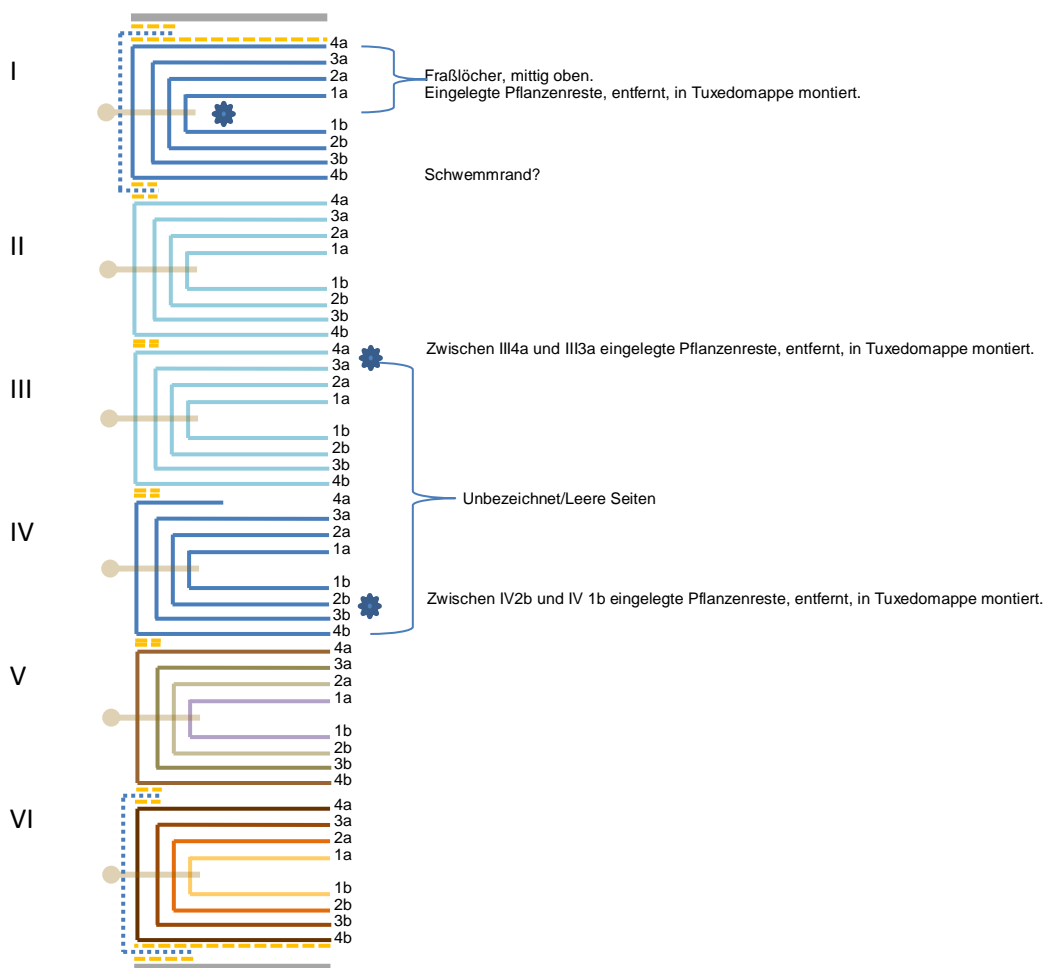 I
4a
3a
2a
1a
1b
2b
3b
4b
Fraßlöcher, mittig oben.
Eingelegte Pflanzenreste, entfernt, in Tuxedomappe montiert.
Schwemmrand?
II
4a
3a
2a
1a
1b
2b
3b
4b
III
4a
3a
2a
1a
1b
2b
3b
4b
Zwischen III4a und III3a eingelegte Pflanzenreste, entfernt, in Tuxedomappe montiert.
Unbezeichnet/Leere Seiten
IV
4a
3a
2a
1a
1b
2b
3b
4b
Zwischen IV2b und IV 1b eingelegte Pflanzenreste, entfernt, in Tuxedomappe montiert.
V
4a
3a
2a
1a
1b
2b
3b
4b
VI
4a
3a
2a
1a
1b
2b
3b
4b